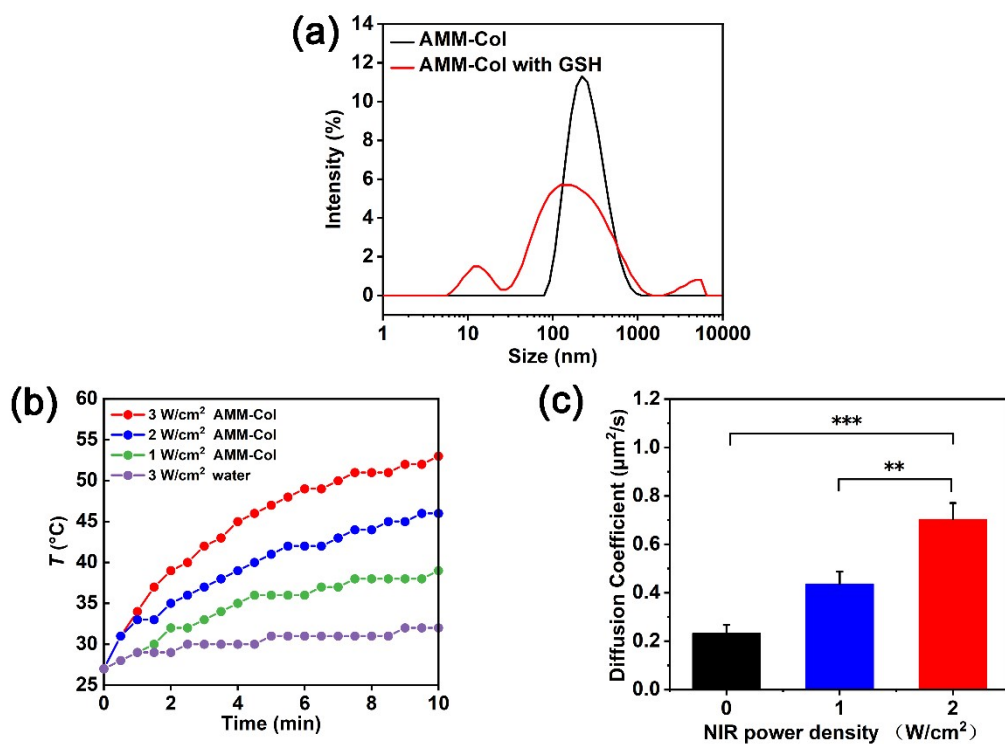 (a)
AMM-Col
AMM-Col with GSH
Intensity (%)
14
12
10
8
6
4
2
0
1 10 100 1000 10000
Size (nm)
(b)
3 W/cm² AMM-Col
2 W/cm² AMM-Col
1 W/cm² AMM-Col
3 W/cm² water
T (°C)
60
55
50
45
40
35
30
25
0 2 4 6 8 10
Time (min)
(c)
***
**
Diffusion Coefficient (μm²/s)
1.2
1.0
0.8
0.6
0.4
0.2
0.0
0 1 2
NIR power density （W/cm²）